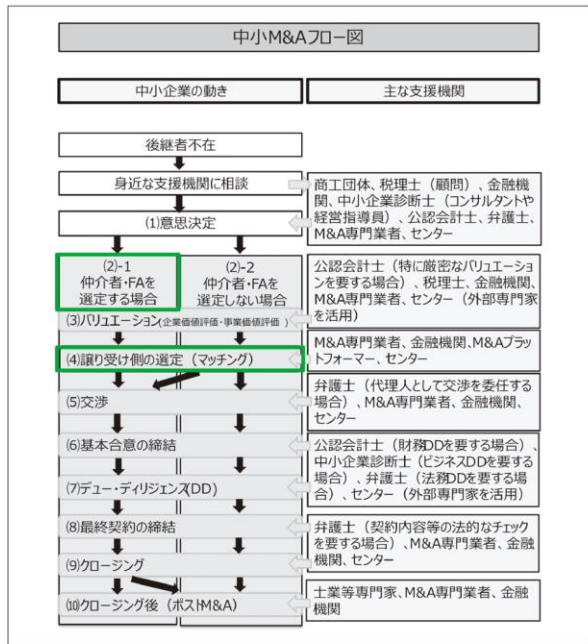 中小M&Aフロー図
中小企業の動き
主な支援機関
後継者不在
身近な支援機関に相談
(1)意思決定
商工団体、税理士(顧問)、金融機
関、中小企業診断士(コンサルタントや
経営指導員)、公認会計士、弁護士、
M&A専門業者、センター
(2)-1
仲介者・FAを
選定する場合
(2)-2
仲介者・FAを
選定しない場合
(3)バリュエーション(企業価値評価・事業価値評価)
公認会計士(特に厳密なバリュエーショ
ンを要する場合)、税理士、金融機関、
M&A専門業者、センター(外部専門家
を活用)
(4)譲り受け側の選定(マッチング)
M&A専門業者、金融機関、M&Aプラッ
トフォーマー、センター
(5)交渉
弁護士(代理人として交渉を委任する
場合)、M&A専門業者、金融機関、
センター
(6)基本合意の締結
(7)デュー・ディリジェンス(DD)
公認会計士(財務DDを要する場合)、
中小企業診断士(ビジネスDDを要する
場合)、弁護士(法務DDを要する場
合)、センター(外部専門家を活用)
(8)最終契約の締結
(9)クロージング
弁護士(契約内容等の法的なチェック
を要する場合)、M&A専門業者、金融
機関、センター
(10)クロージング後(ポストM&A)
士業等専門家、M&A専門業者、金融
機関